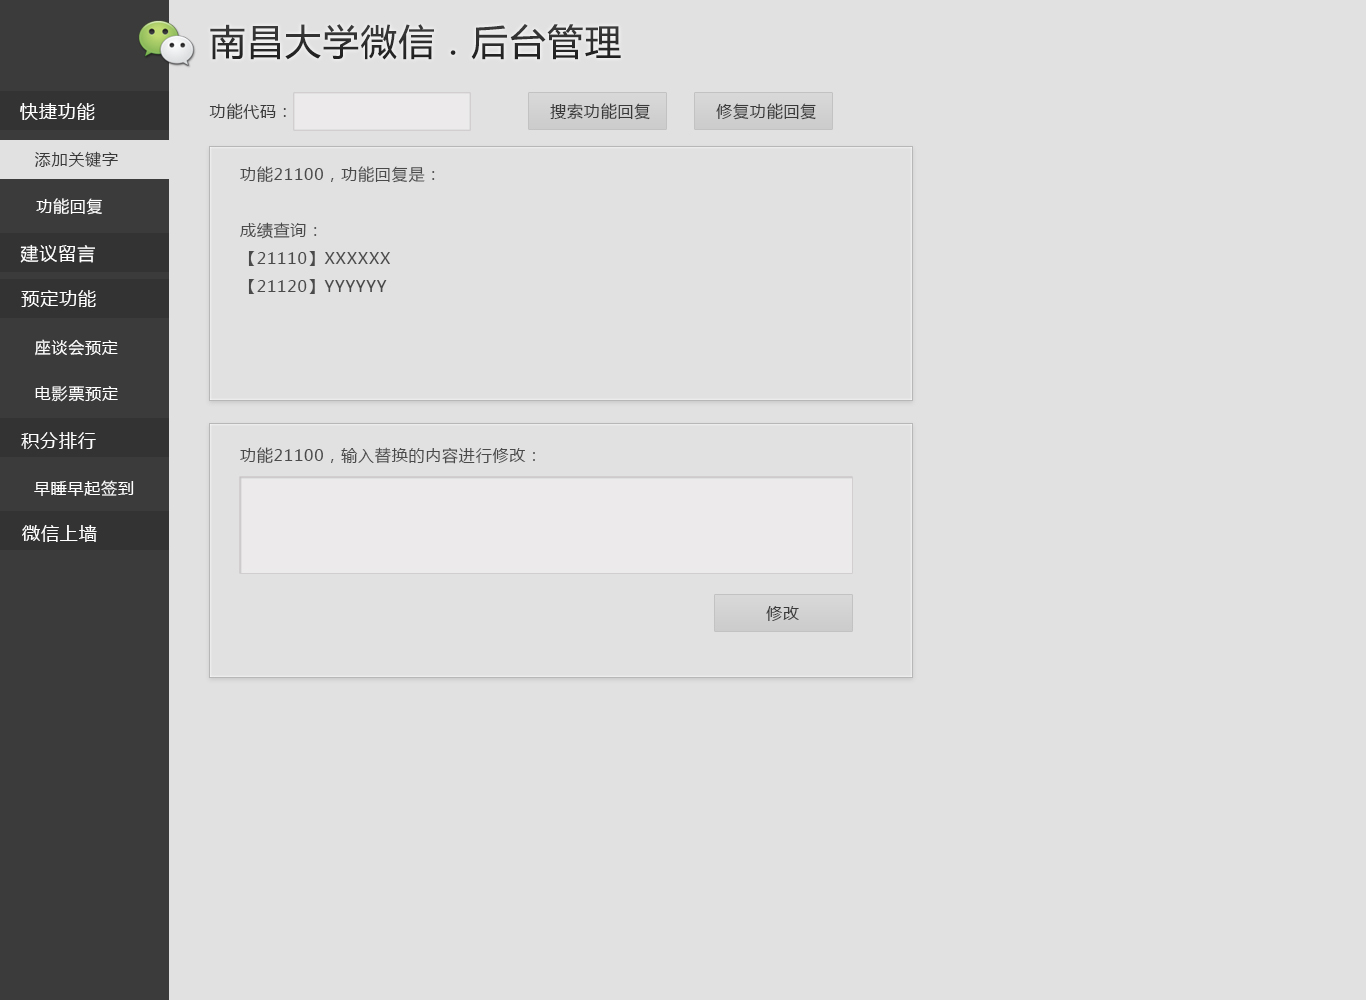 南昌大学微信 . 后台管理
快捷功能
添加关键字
功能回复
建议留言
预定功能
座谈会预定
电影票预定
积分排行
早睡早起签到
微信上墙
功能代码：
搜索功能回复
修复功能回复
功能21100，功能回复是：
成绩查询：
【21110】XXXXXX
【21120】YYYYYY
功能21100，输入替换的内容进行修改：
修改